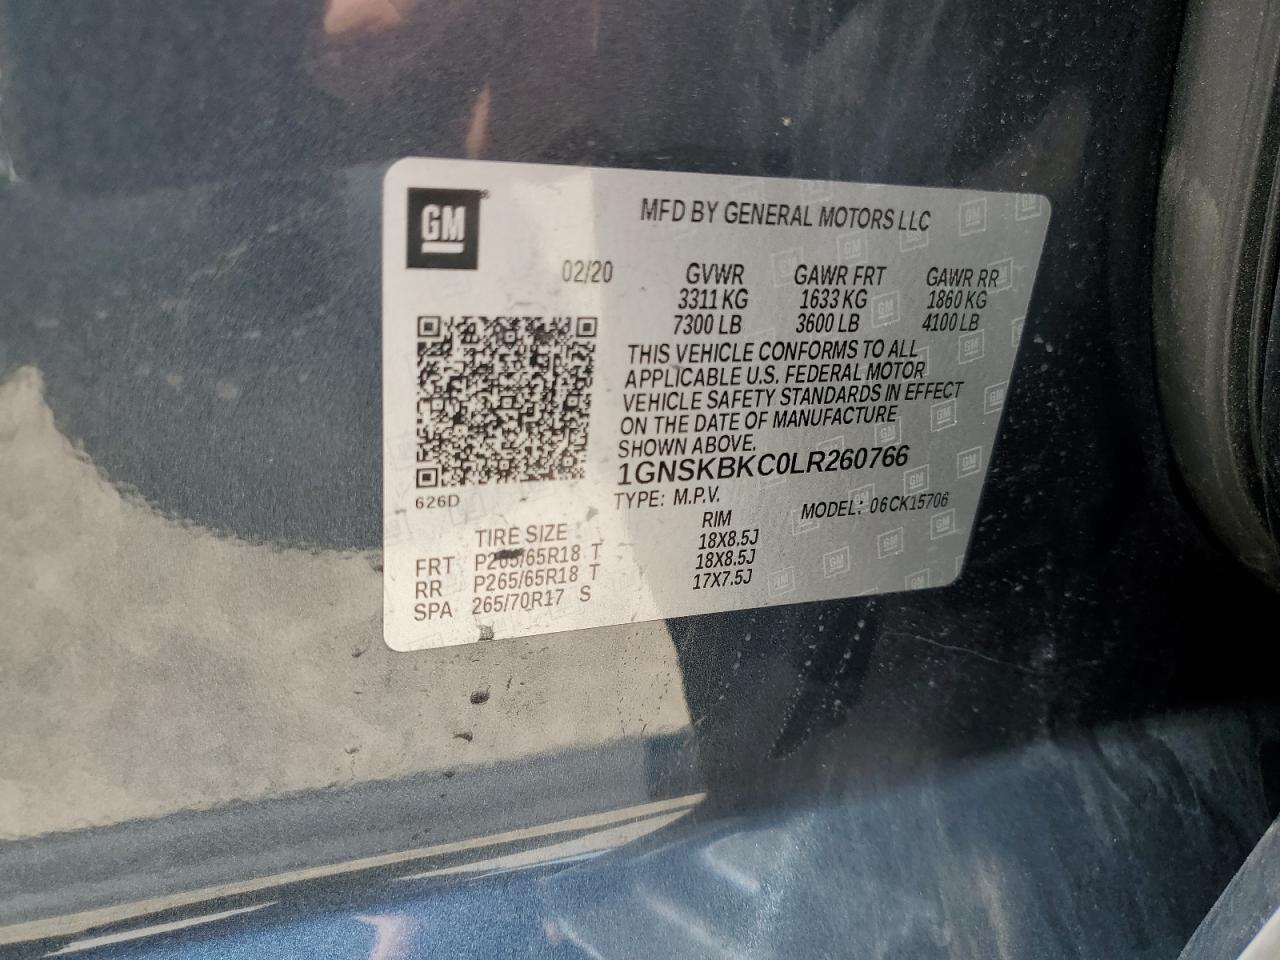 GM
MFD BY GENERAL MOTORS LLC
02/20 GVWR GAWR FRT GAWR RR
3311 KG 1633 KG 1860 KG
7300 LB 3600 LB 4100 LB
THIS VEHICLE CONFORMS TO ALL
APPLICABLE U.S. FEDERAL MOTOR
VEHICLE SAFETY STANDARDS IN EFFECT
ON THE DATE OF MANUFACTURE
SHOWN ABOVE.
1GNSKBKC0LR260766
626D
TYPE: M.P.V. MODEL: 06CK15706
TIRE SIZE RIM
FRT P265/65R18 T 18X8.5J
RR P265/65R18 T 18X8.5J
SPA 265/70R17 S 17X7.5J